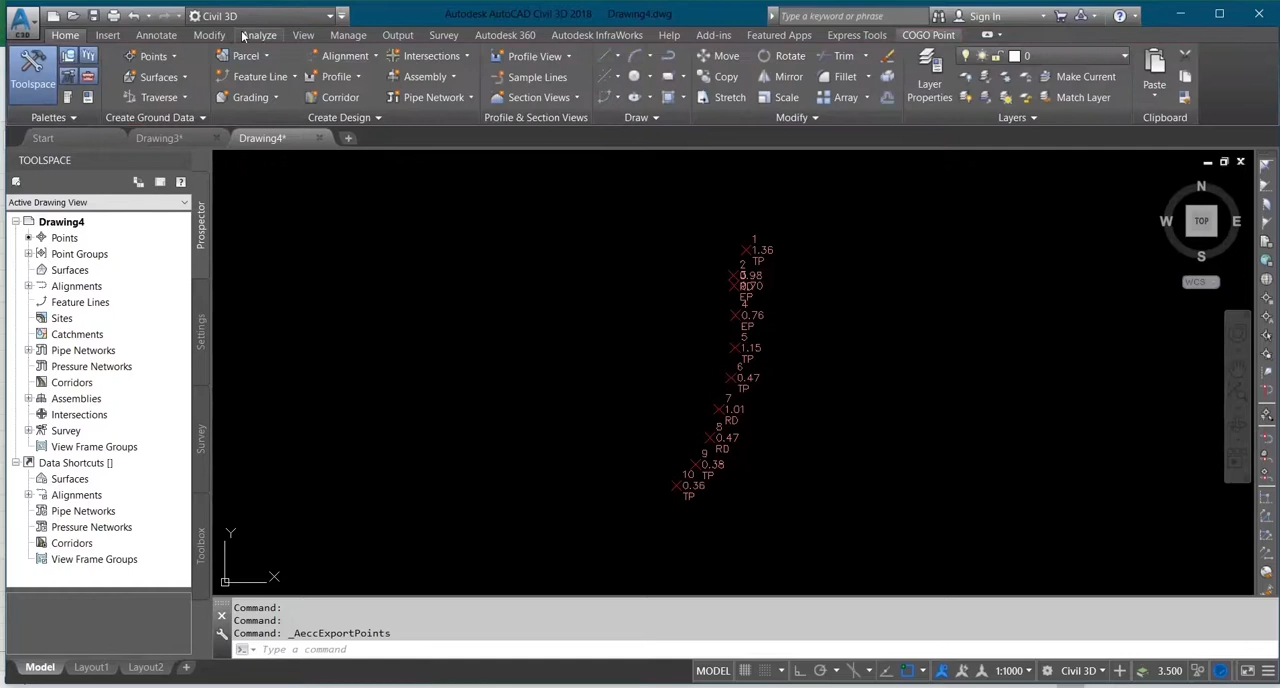 C3D
Civil 3D
Autodesk AutoCAD Civil 3D 2018 Drawing4.dwg
Type a keyword or phrase
Sign In
Home Insert Annotate Modify Analyze View Manage Output Survey Autodesk 360 Autodesk InfraWorks Help Add-ins Featured Apps Express Tools COGO Point
Toolspace
Points
Surfaces
Traverse
Parcel
Feature Line
Grading
Alignment
Profile
Corridor
Intersections
Assembly
Pipe Network
Profile View
Sample Lines
Section Views
Move
Copy
Stretch
Rotate
Mirror
Scale
Trim
Fillet
Array
Layer
Properties
0
Make Current
Match Layer
Paste
Palettes Create Ground Data Create Design Profile & Section Views Draw Modify Layers Clipboard
Start Drawing3* Drawing4*
TOOLSPACE
Active Drawing View
Drawing4
Points
Point Groups
Surfaces
Alignments
Feature Lines
Sites
Catchments
Pipe Networks
Pressure Networks
Corridors
Assemblies
Intersections
Survey
View Frame Groups
Data Shortcuts []
Surfaces
Alignments
Pipe Networks
Pressure Networks
Corridors
View Frame Groups
Prospector
Settings
Survey
Toolbox
N
W TOP E
S
WCS
1
1.36
TP
2
0.98
EP
4
0.76
EP
5
1.15
TP
6
0.47
TP
7
1.01
RD
8
0.47
RD
9
0.38
TP
10
0.36
TP
Y
X
Command:
Command:
Command: _AeccExportPoints
Type a command
Model Layout1 Layout2
MODEL 1:1000 Civil 3D 3.500